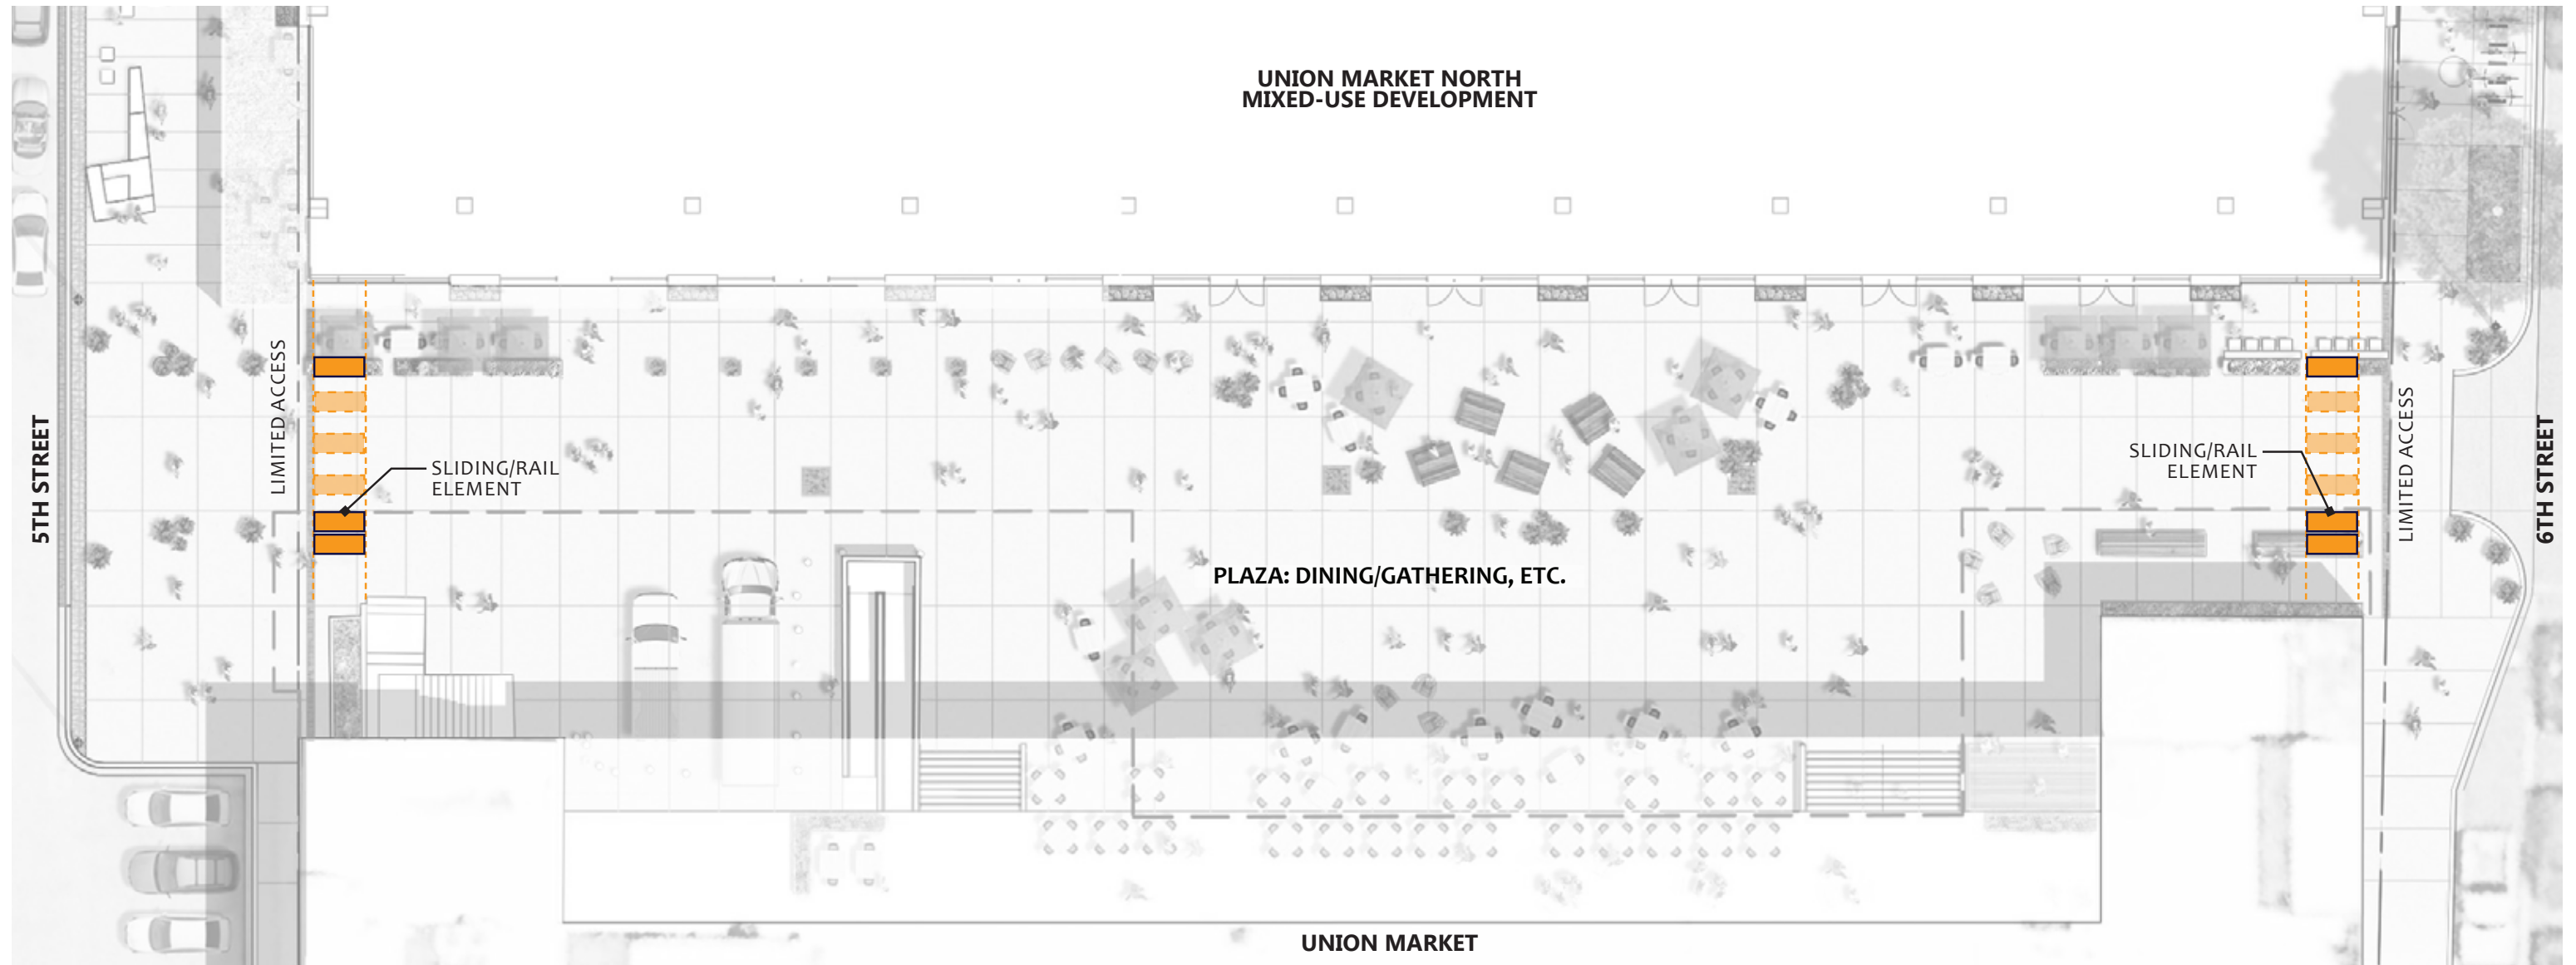 UNION MARKET NORTH
MIXED-USE DEVELOPMENT
5TH STREET
LIMITED ACCESS
SLIDING/RAIL
ELEMENT
PLAZA: DINING/GATHERING, ETC.
SLIDING/RAIL
ELEMENT
LIMITED ACCESS
6TH STREET
UNION MARKET